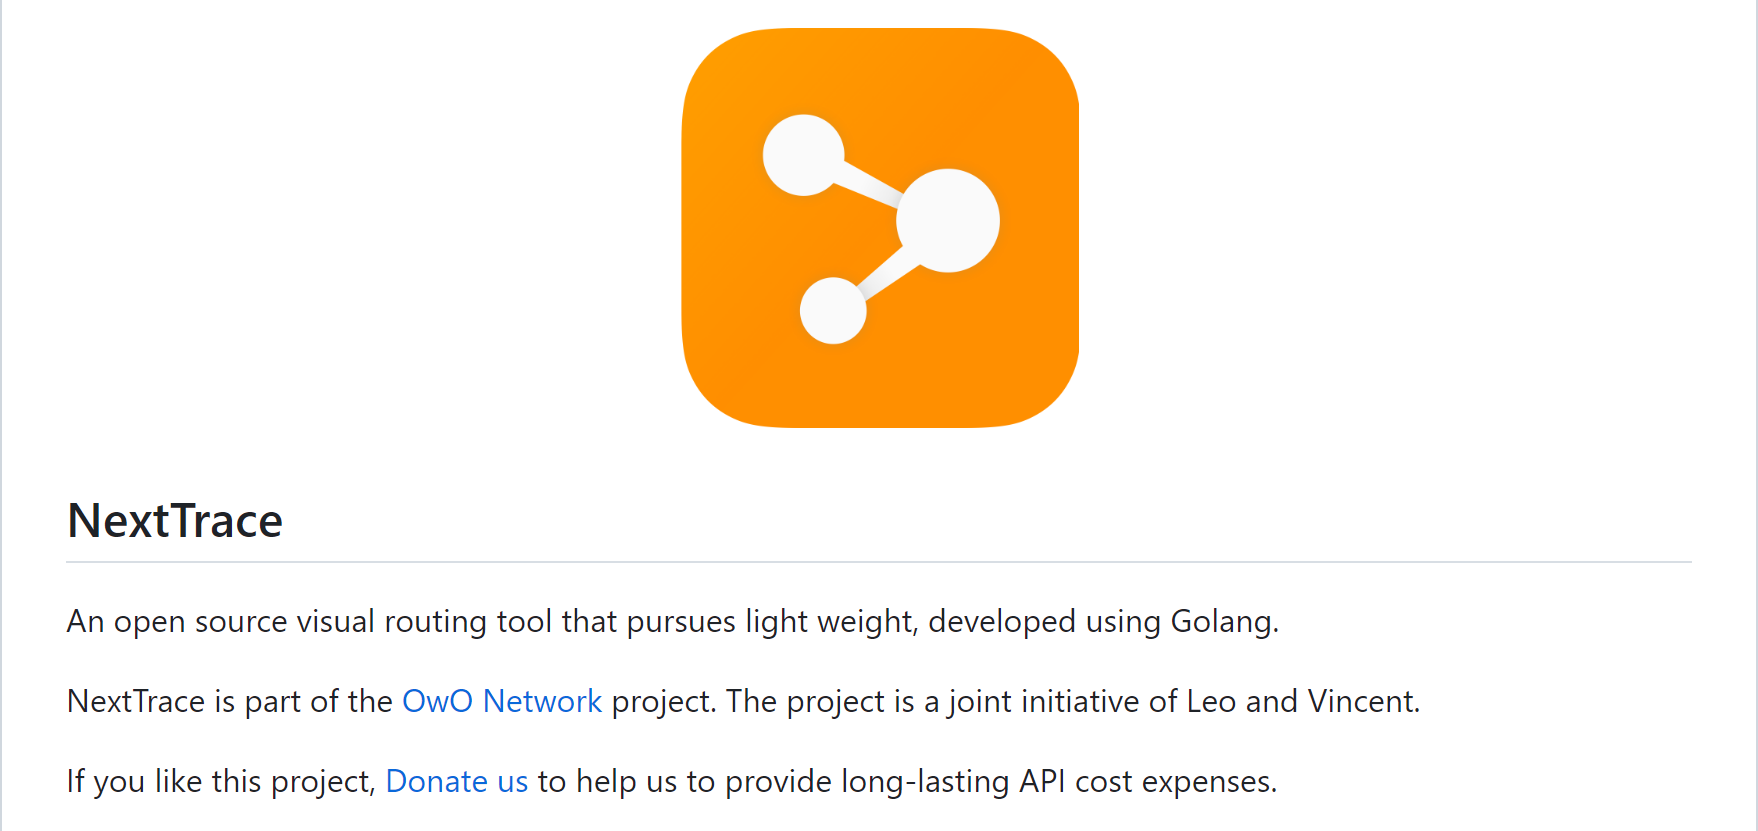 NextTrace
An open source visual routing tool that pursues light weight, developed using Golang.
NextTrace is part of the OwO Network project. The project is a joint initiative of Leo and Vincent.
If you like this project, Donate us to help us to provide long-lasting API cost expenses.